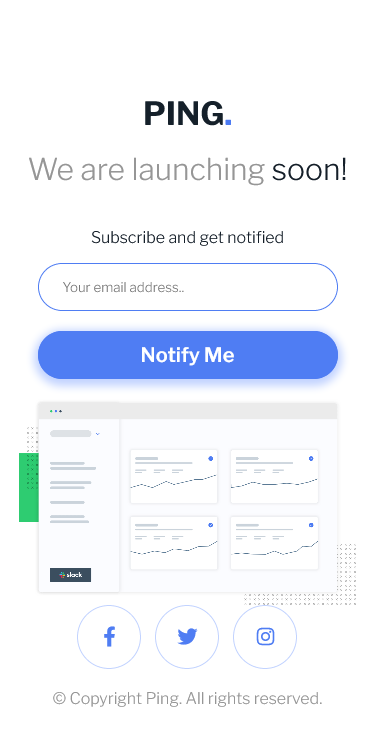 PING.
We are launching soon!
Subscribe and get notified
Your email address..
Notify Me
slack
© Copyright Ping. All rights reserved.